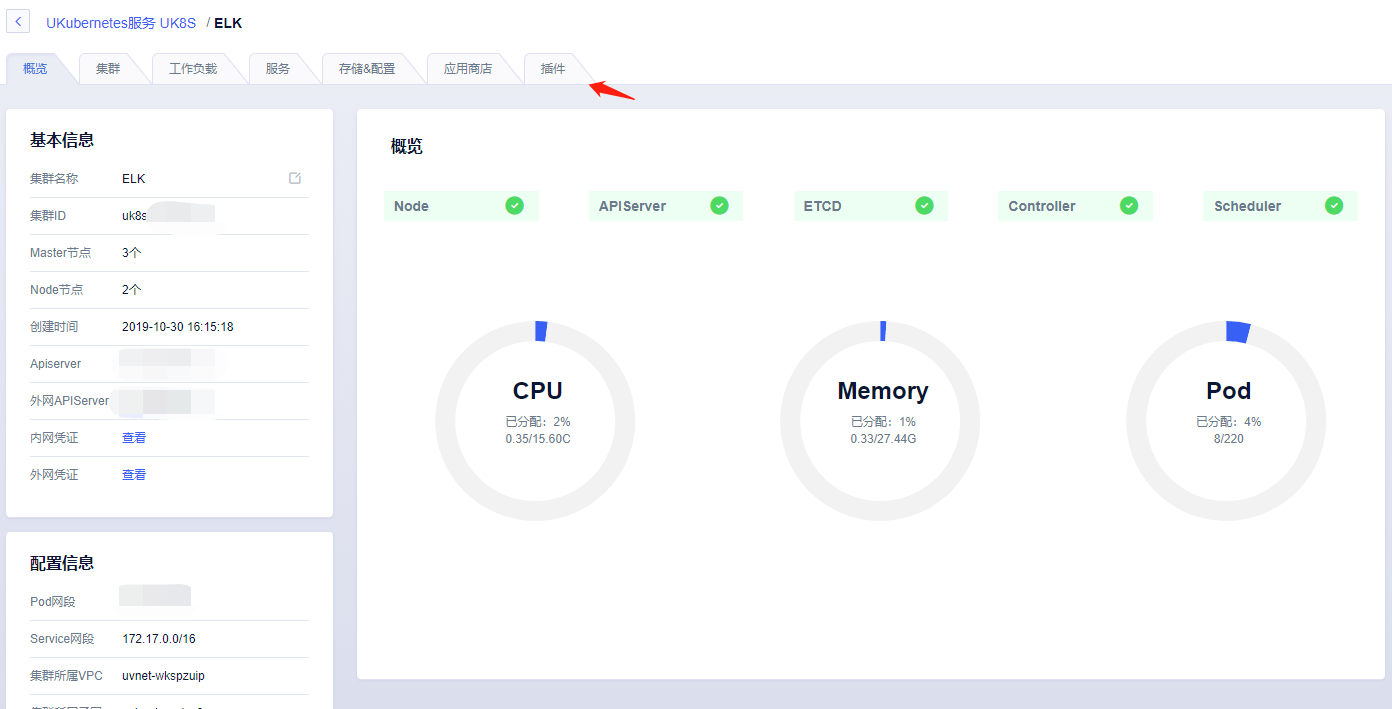 UKubernetes服务 UK8S / ELK
概览 集群 工作负载 服务 存储&配置 应用商店 插件
基本信息
集群名称 ELK
集群ID uk8s
Master节点 3个
Node节点 2个
创建时间 2019-10-30 16:15:18
Apiserver
外网APIServer
内网凭证 查看
外网凭证 查看
配置信息
Pod网段
Service网段 172.17.0.0/16
集群所属VPC uvnet-wkspzuip
概览
Node APIServer ETCD Controller Scheduler
CPU
已分配：2%
0.35/15.60C
Memory
已分配：1%
0.33/27.44G
Pod
已分配：4%
8/220